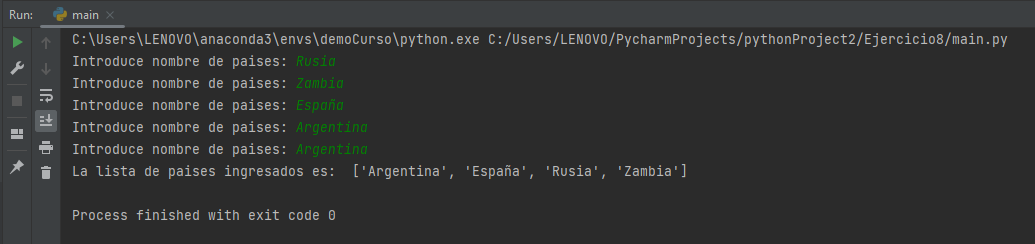 Run: main
C:\Users\LENOVO\anaconda3\envs\demoCurso\python.exe C:/Users/LENOVO/PycharmProjects/pythonProject2/Ejercicio8/main.py
Introduce nombre de paises: Rusia
Introduce nombre de paises: Zambia
Introduce nombre de paises: España
Introduce nombre de paises: Argentina
Introduce nombre de paises: Argentina
La lista de paises ingresados es:  ['Argentina', 'España', 'Rusia', 'Zambia']
Process finished with exit code 0